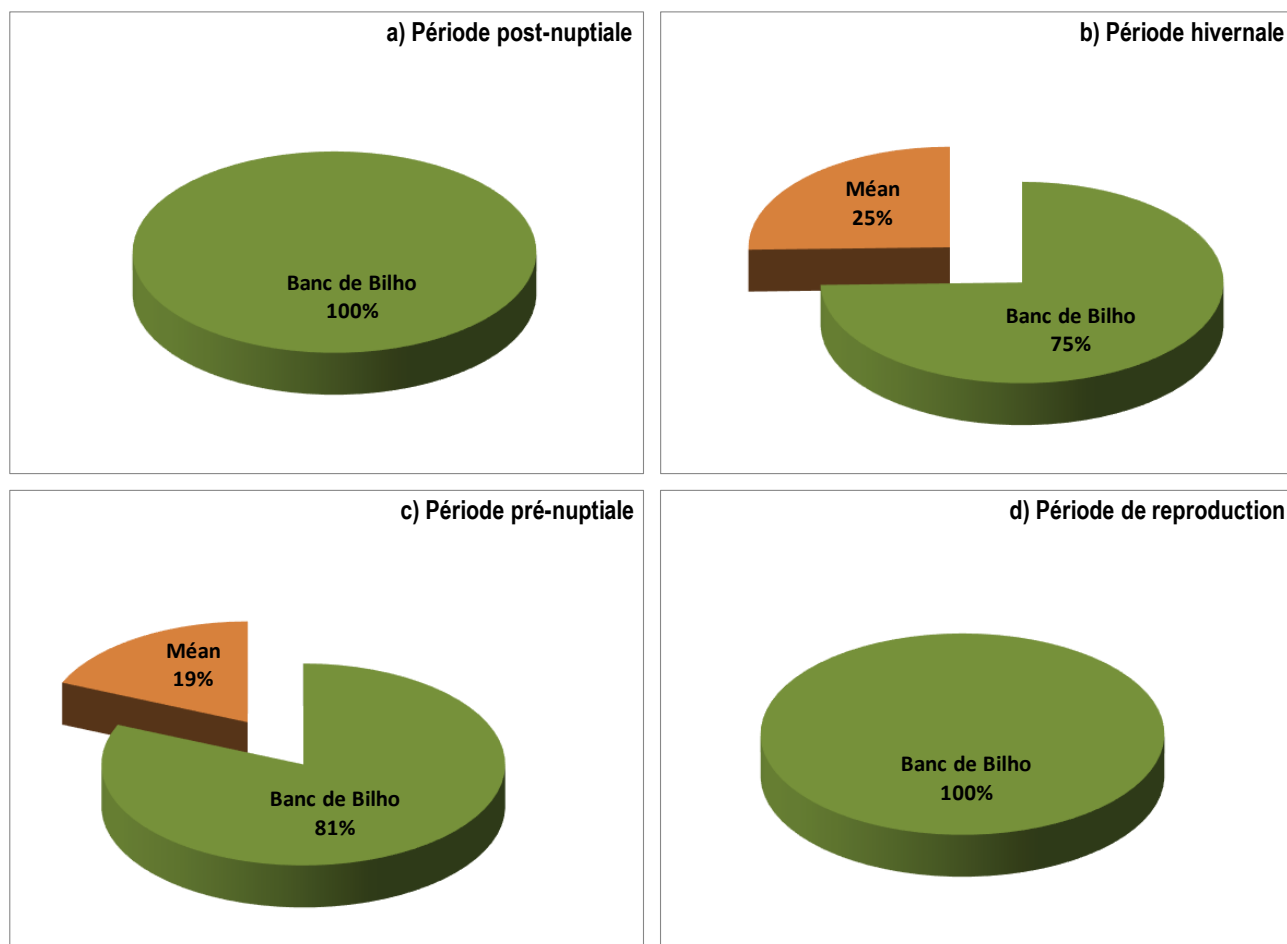 a) Période post-nuptiale
Banc de Bilho
100%
b) Période hivernale
Méan
25%
Banc de Bilho
75%
c) Période pré-nuptiale
Méan
19%
Banc de Bilho
81%
d) Période de reproduction
Banc de Bilho
100%